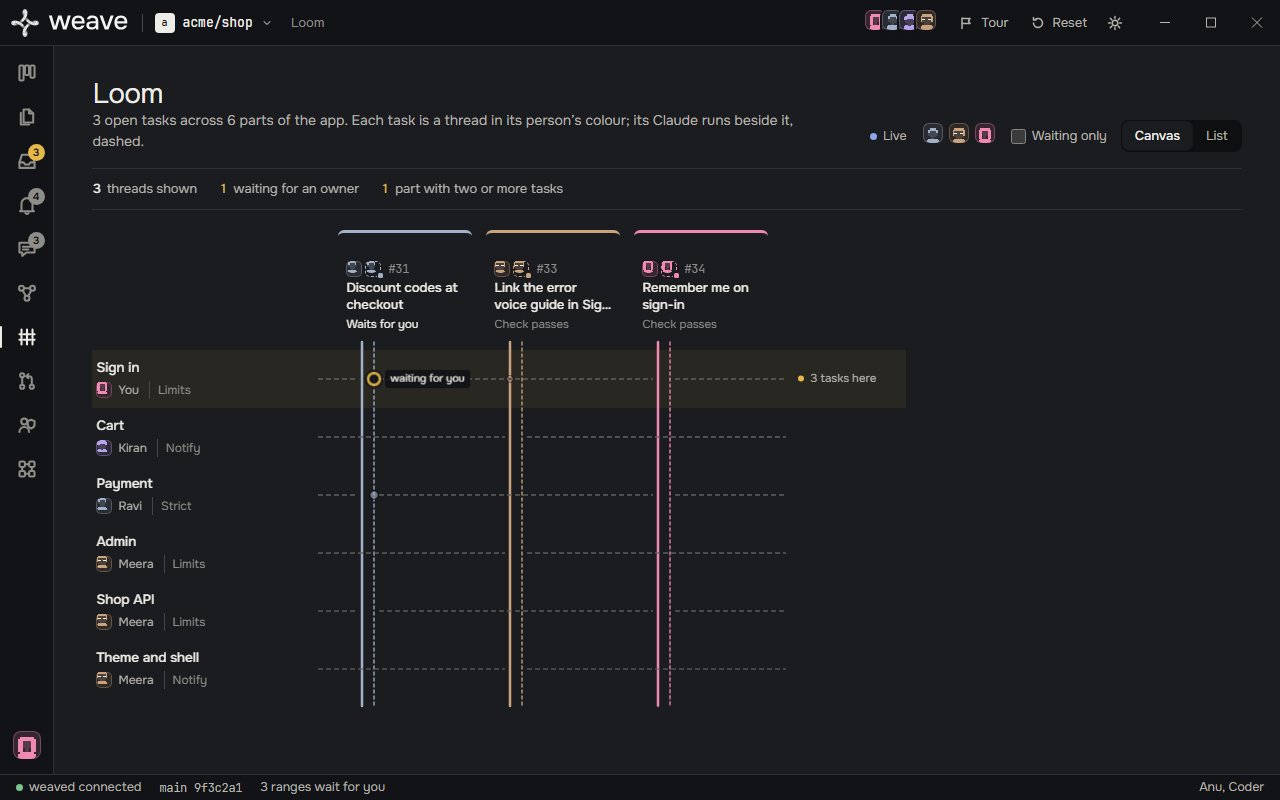 weave
a acme/shop
Loom
Tour
Reset
3
4
3
Loom
3 open tasks across 6 parts of the app. Each task is a thread in its person’s colour; its Claude runs beside it,
dashed.
Live
Waiting only
Canvas
List
3 threads shown
1 waiting for an owner
1 part with two or more tasks
#31
Discount codes at
checkout
Waits for you
#33
Link the error
voice guide in Sig...
Check passes
#34
Remember me on
sign-in
Check passes
Sign in
You Limits
waiting for you
3 tasks here
Cart
Kiran Notify
Payment
Ravi Strict
Admin
Meera Limits
Shop API
Meera Limits
Theme and shell
Meera Notify
weaved connected
main 9f3c2a1
3 ranges wait for you
Anu, Coder